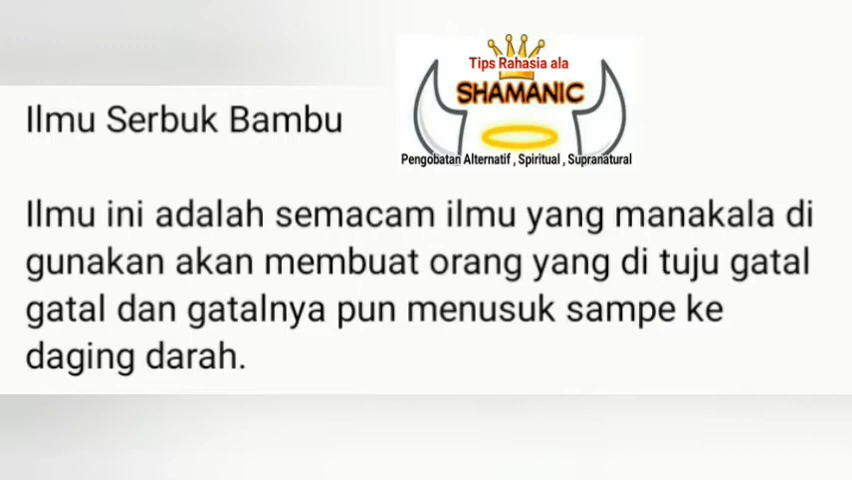 Tips Rahasia ala
SHAMANIC
Pengobatan Alternatif , Spiritual , Supranatural
Ilmu Serbuk Bambu
Ilmu ini adalah semacam ilmu yang manakala di
gunakan akan membuat orang yang di tuju gatal
gatal dan gatalnya pun menusuk sampe ke
daging darah.